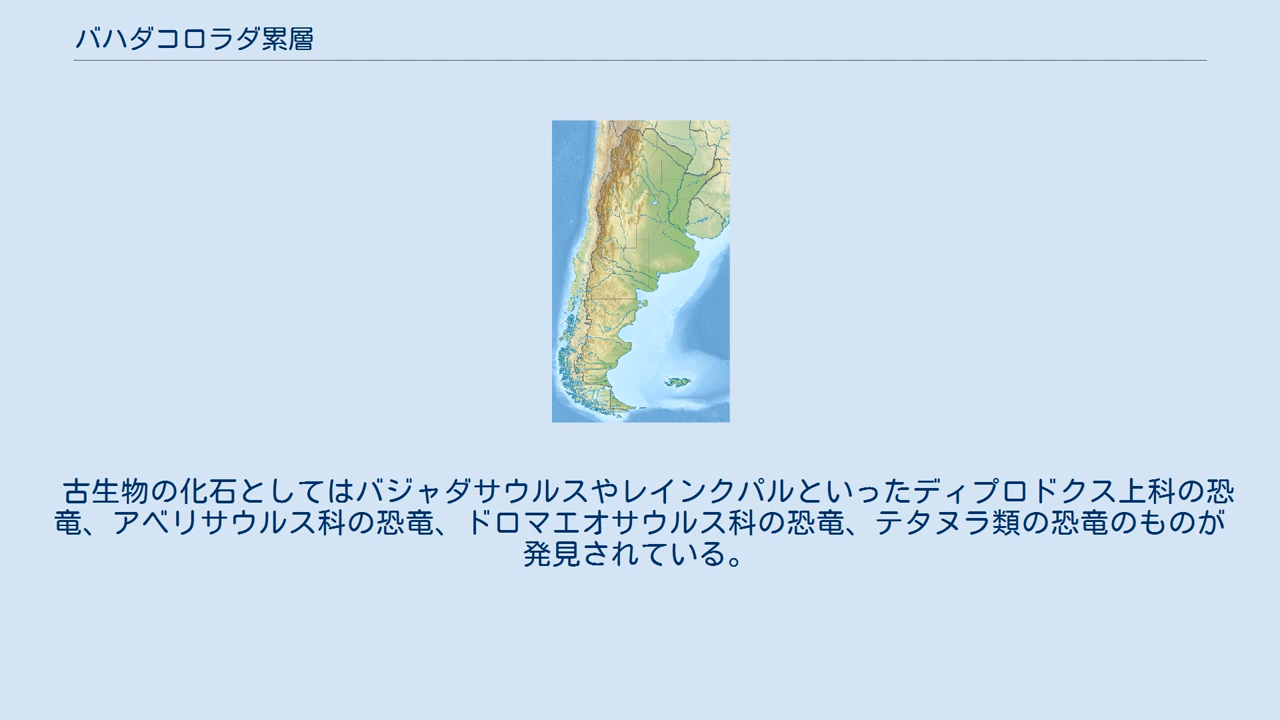 バハダコロラダ累層
古生物の化石としてはバジャダサウルスやレインクパルといったディプロドクス上科の恐
竜、アベリサウルス科の恐竜、ドロマエオサウルス科の恐竜、テタヌラ類の恐竜のものが
発見されている。